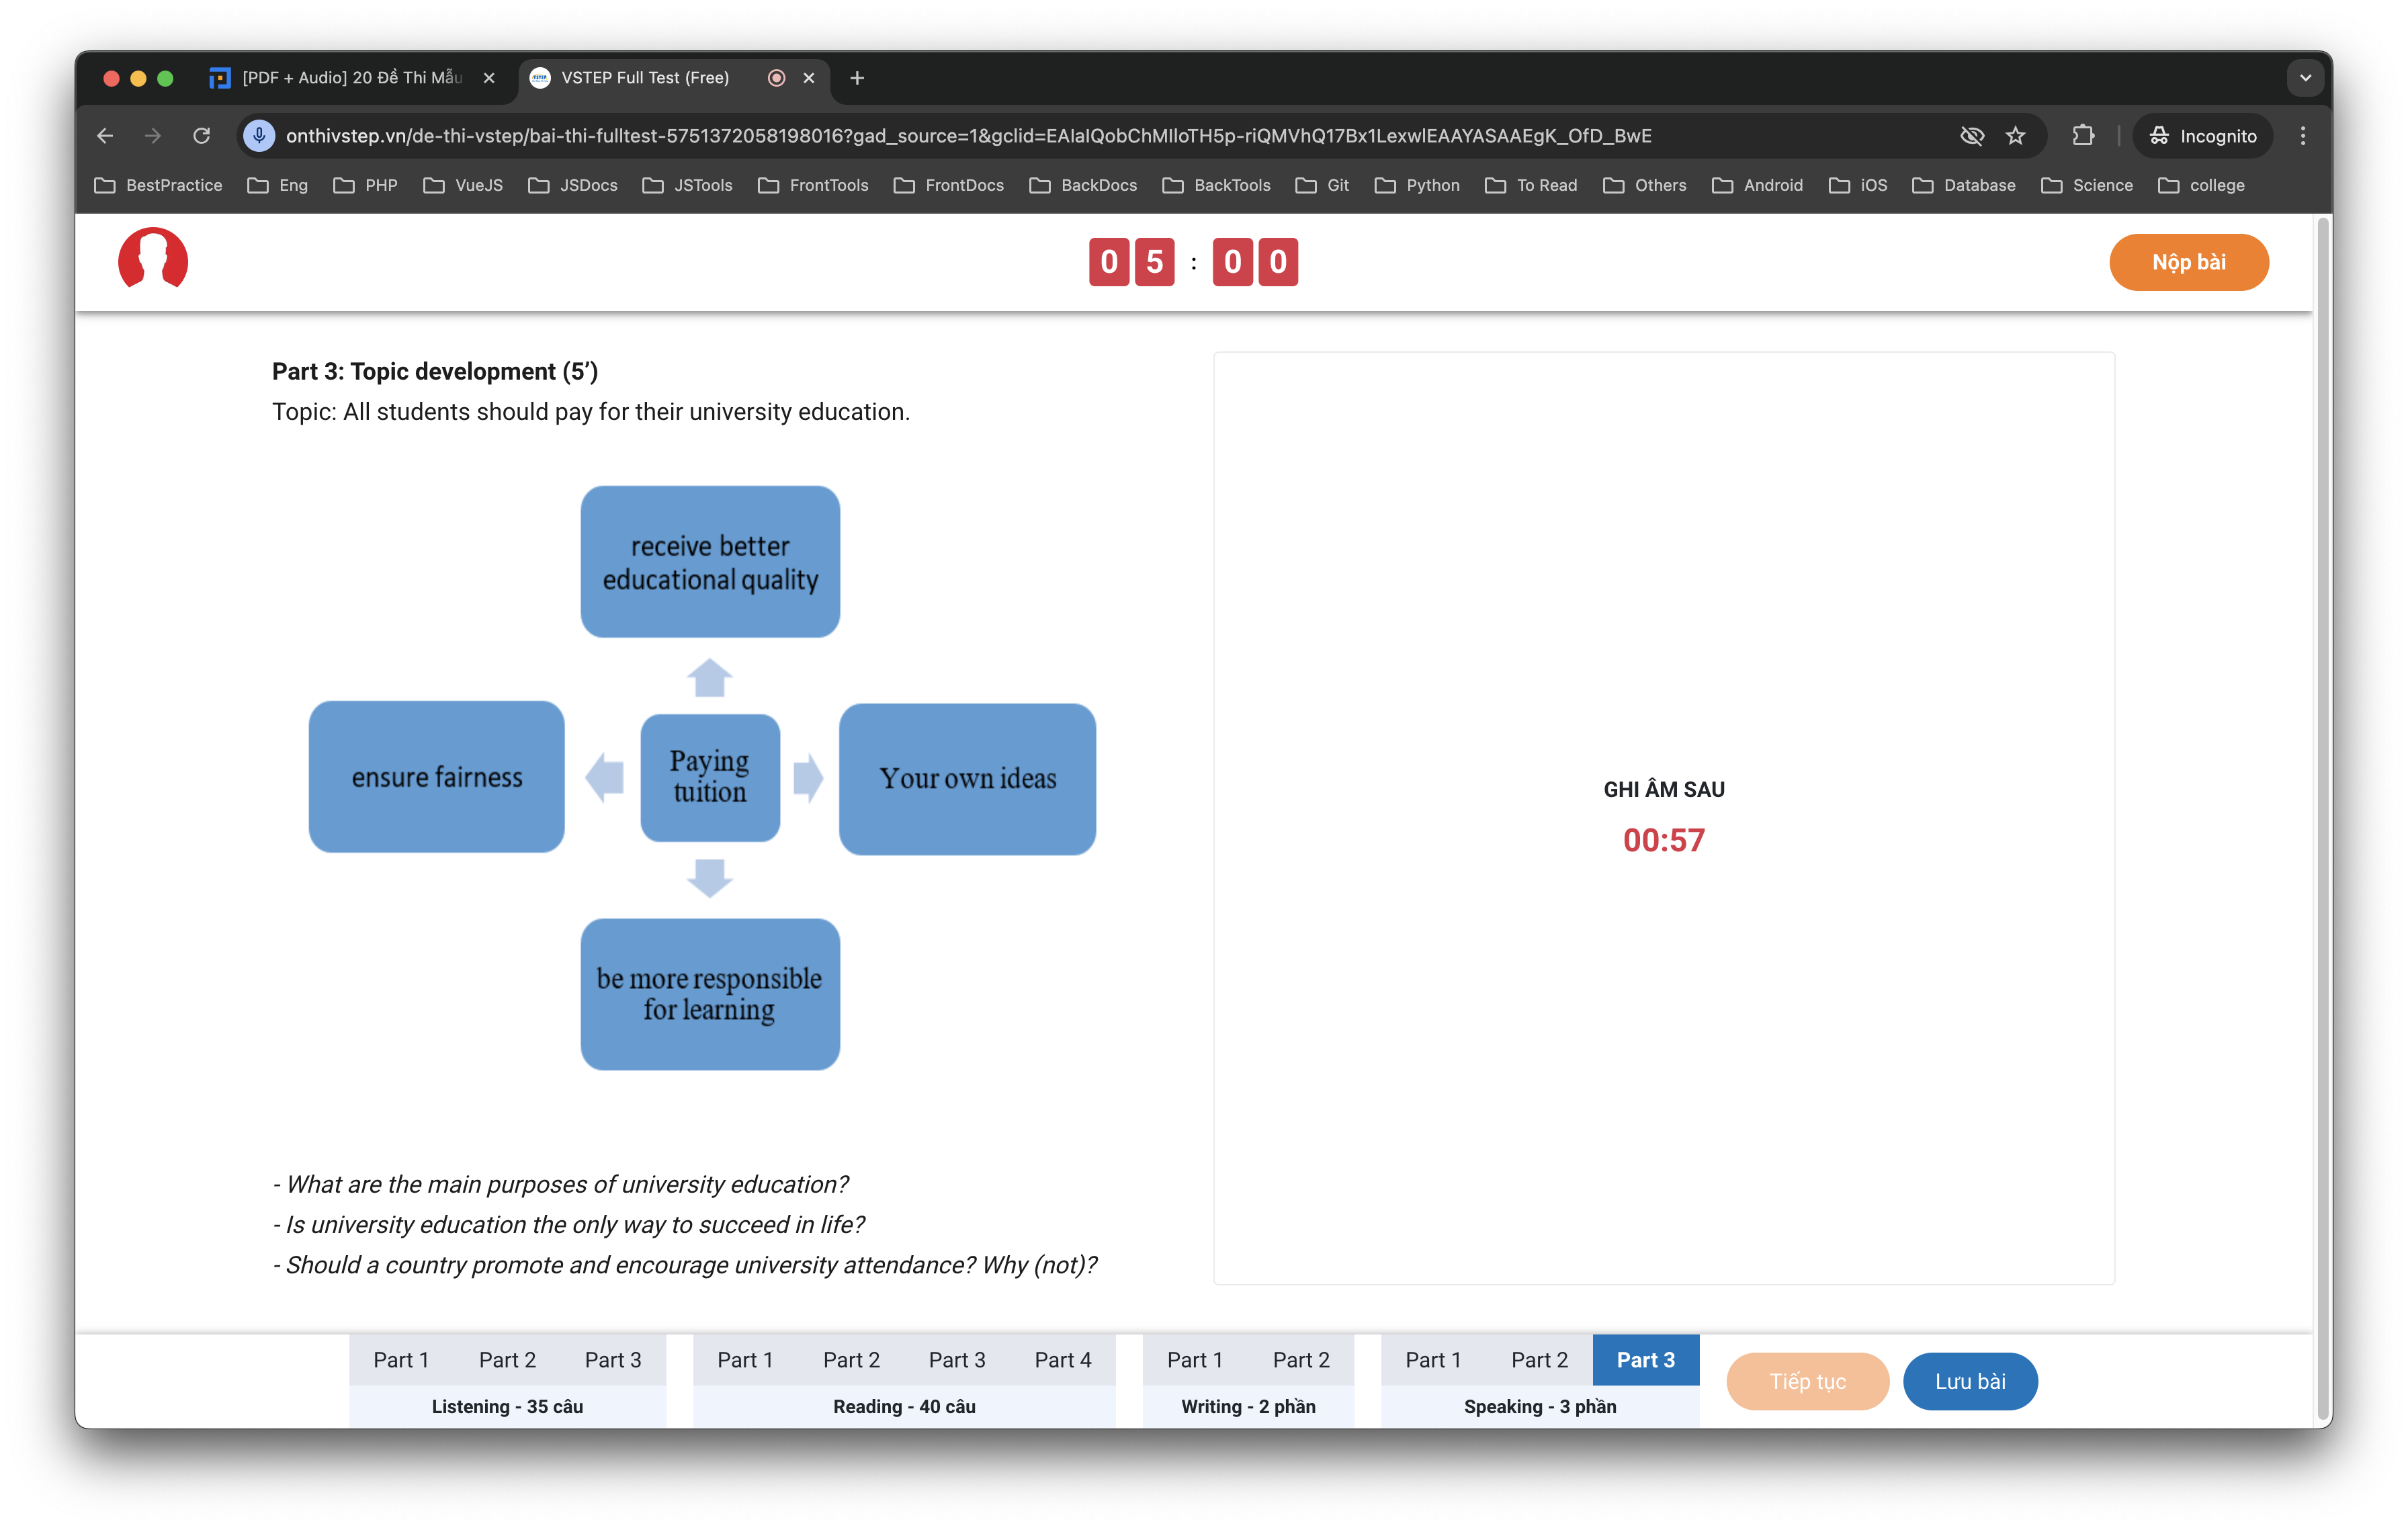 [PDF + Audio] 20 Đề Thi Mẫu
VSTEP Full Test (Free)
onthivstep.vn/de-thi-vstep/bai-thi-fulltest-5751372058198016?gad_source=1&gclid=EAIaIQobChMIloTH5p-riQMVhQ17Bx1LexwlEAAYASAAEgK_OfD_BwE
Incognito
BestPractice Eng PHP VueJS JSDocs JSTools FrontTools FrontDocs BackDocs BackTools Git Python To Read Others Android iOS Database Science college
05 : 00
Nộp bài
Part 3: Topic development (5’)
Topic: All students should pay for their university education.
receive better
educational quality
ensure fairness
Paying
tuition
Your own ideas
be more responsible
for learning
GHI ÂM SAU
00:57
- What are the main purposes of university education?
- Is university education the only way to succeed in life?
- Should a country promote and encourage university attendance? Why (not)?
Part 1 Part 2 Part 3 Part 1 Part 2 Part 3 Part 4 Part 1 Part 2 Part 1 Part 2 Part 3
Listening - 35 câu Reading - 40 câu Writing - 2 phần Speaking - 3 phần
Tiếp tục Lưu bài